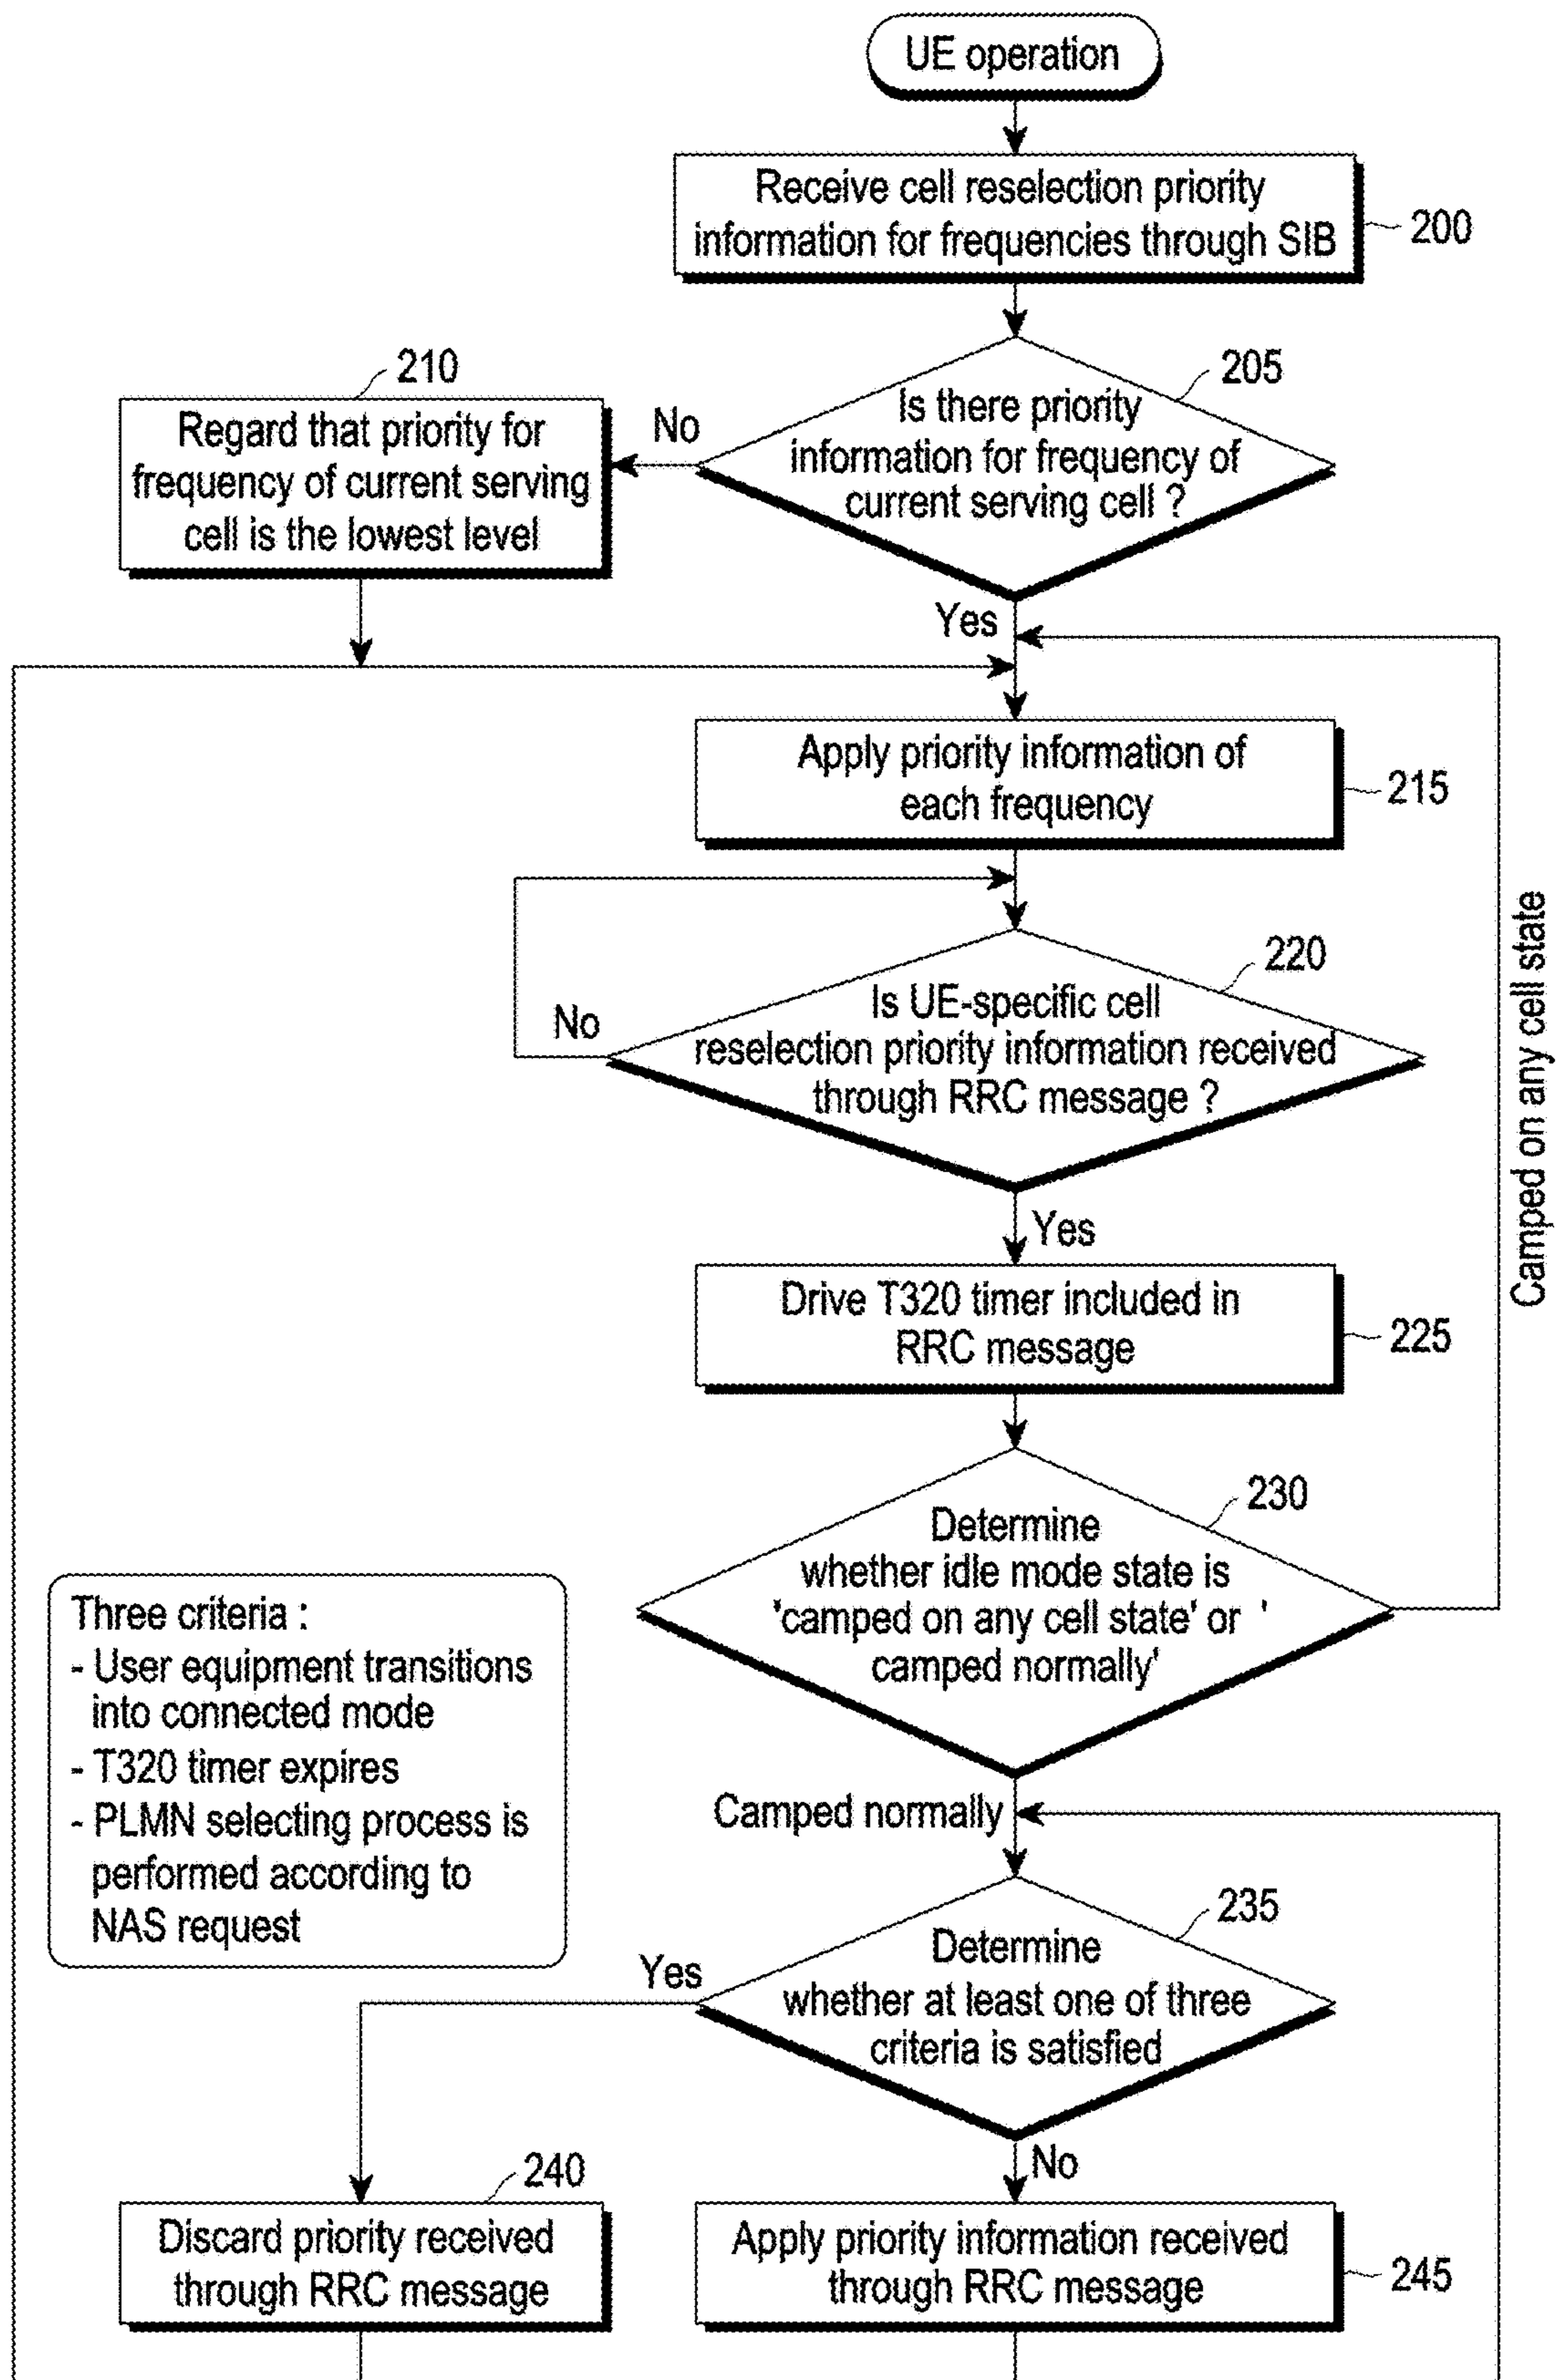 UE operation
Receive cell reselection priority
information for frequencies through SIB
200
205
Is there priority
information for frequency of
current serving cell ?
No
210
Regard that priority for
frequency of current serving
cell is the lowest level
Yes
Apply priority information of
each frequency
215
220
Is UE-specific cell
reselection priority information received
through RRC message ?
No
Yes
Camped on any cell state
Drive T320 timer included in
RRC message
225
230
Determine
whether idle mode state is
'camped on any cell state' or '
camped normally'
Three criteria :
- User equipment transitions
into connected mode
- T320 timer expires
- PLMN selecting process is
performed according to
NAS request
Camped normally
235
Determine
whether at least one of three
criteria is satisfied
Yes
No
240
Discard priority received
through RRC message
Apply priority information received
through RRC message
245